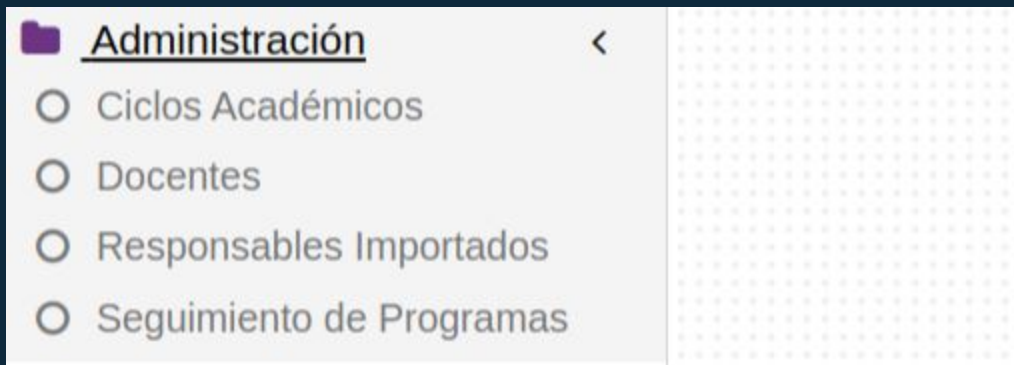 Administración
Ciclos Académicos
Docentes
Responsables Importados
Seguimiento de Programas